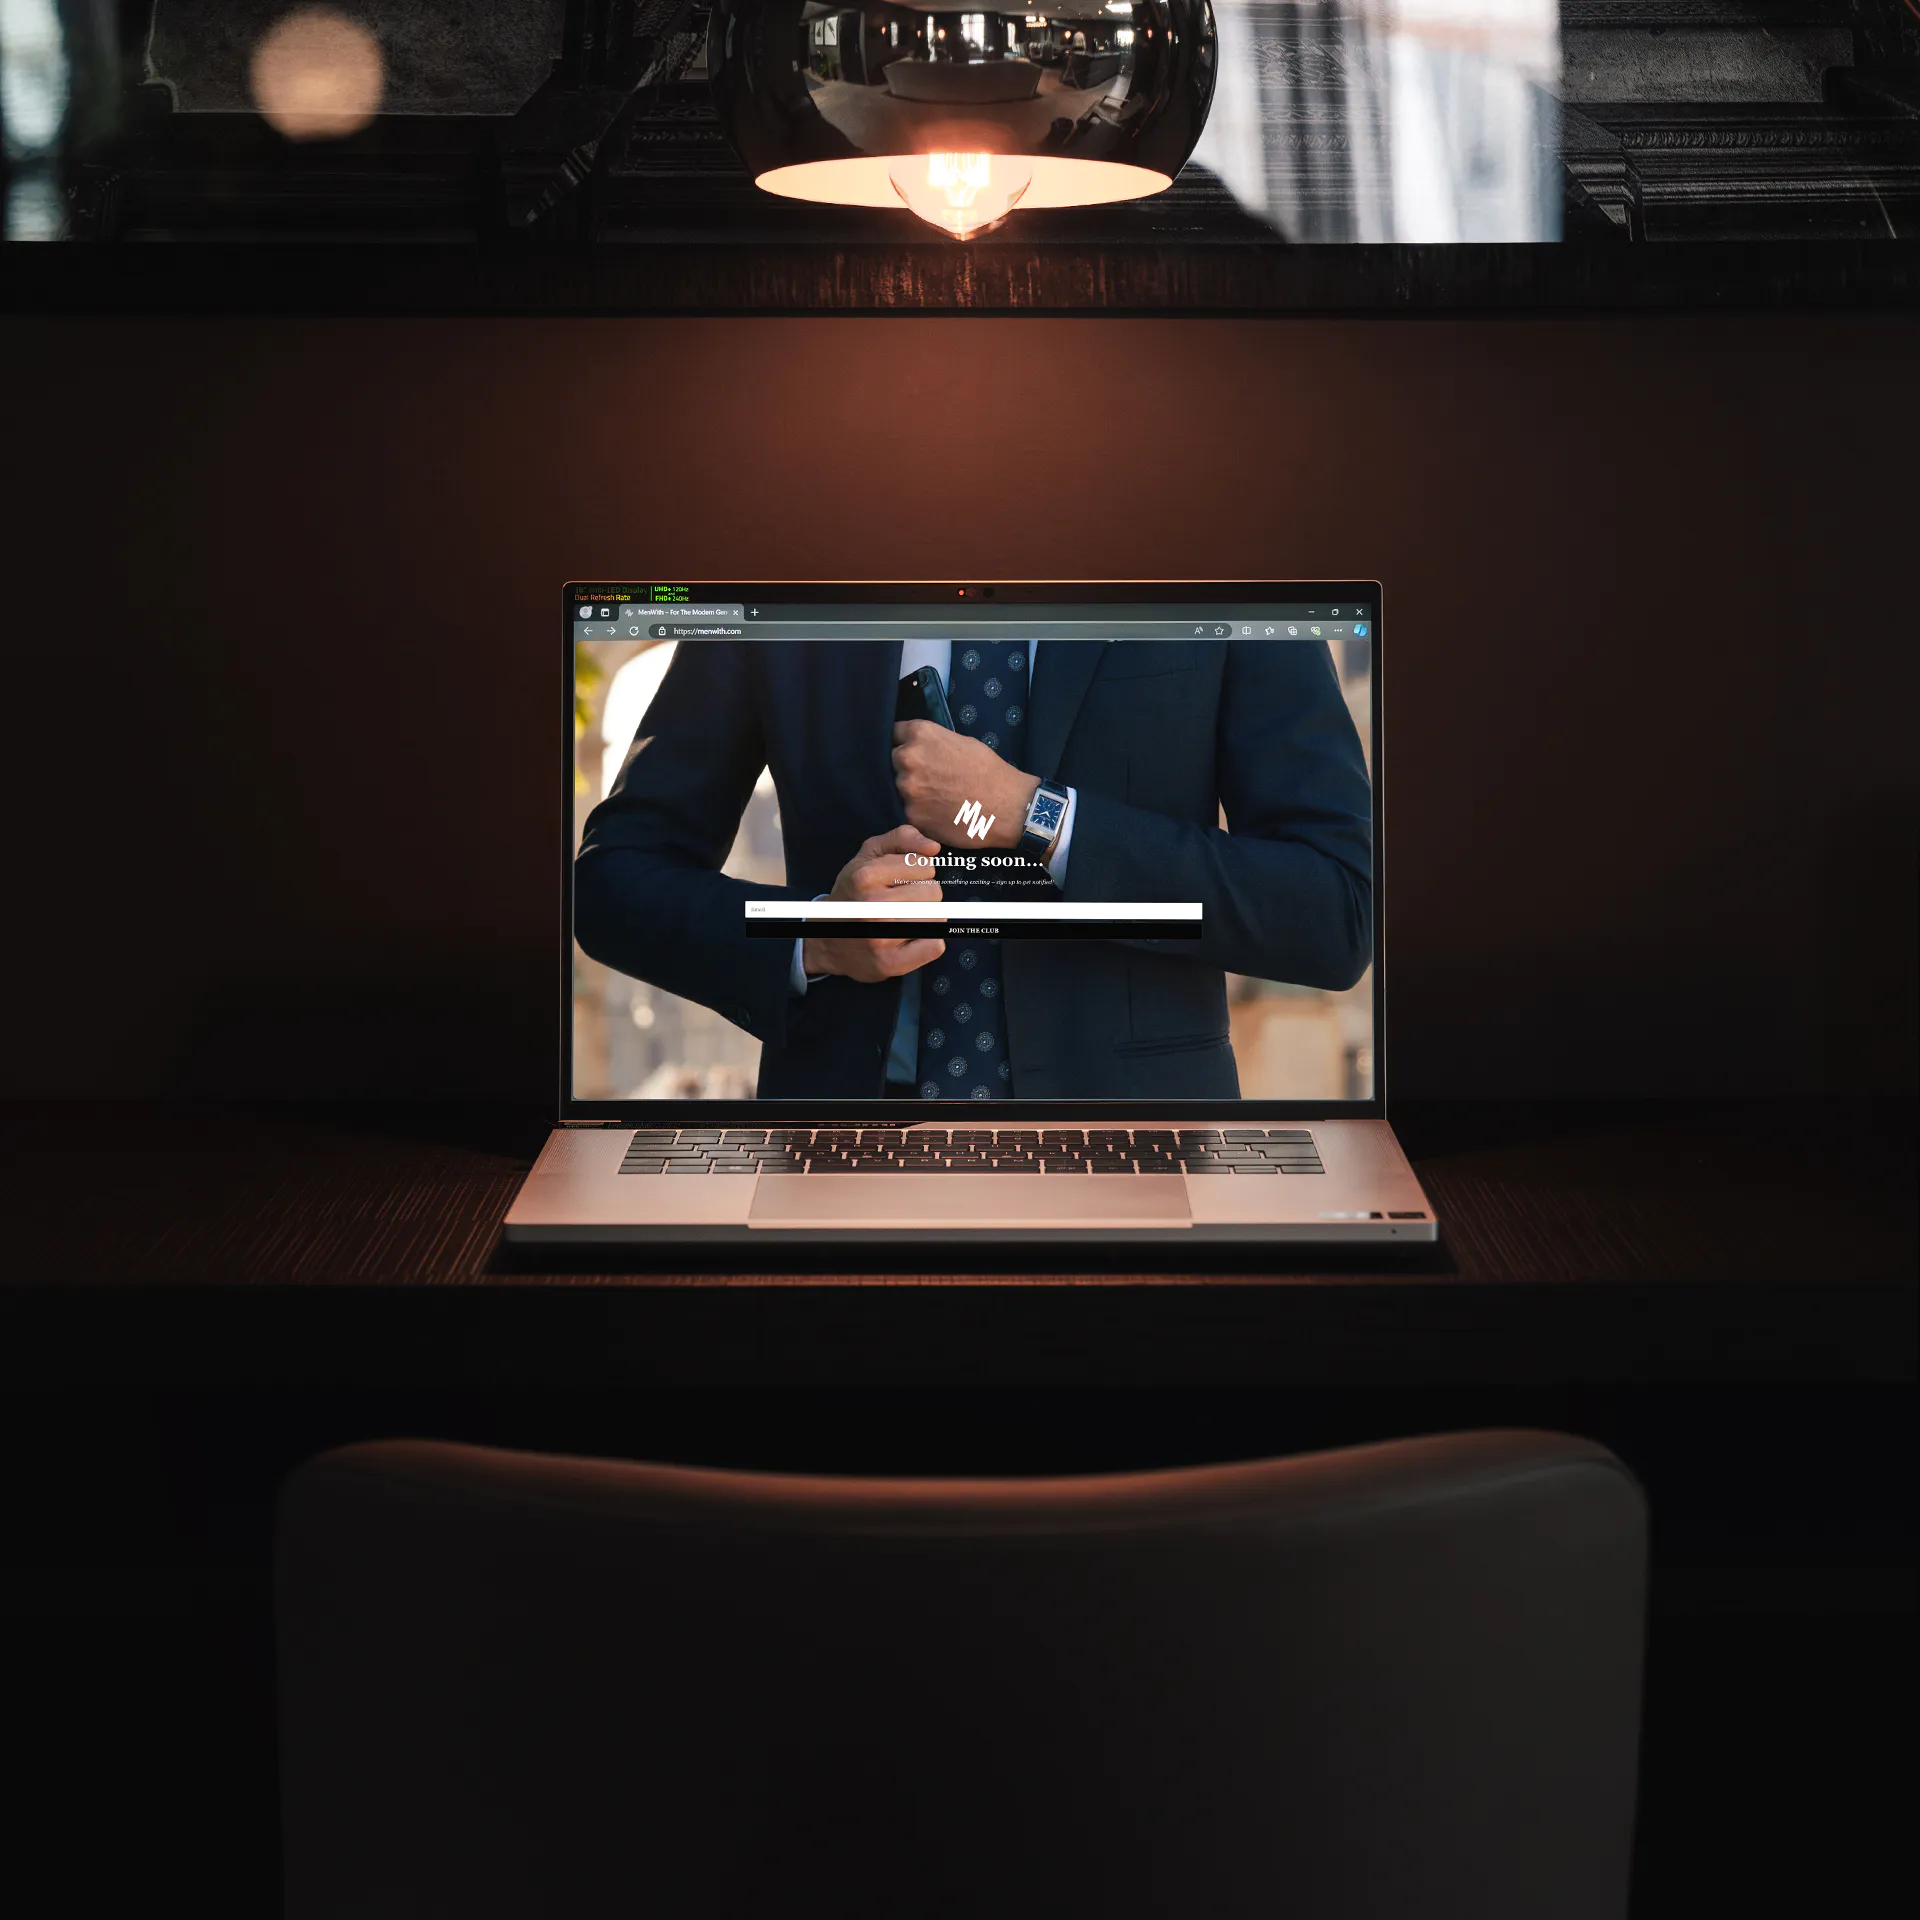 16" Mini-LED Display
Dual Refresh Rate
UHD+ 120Hz
FHD+ 240Hz
MenWith – For The Modern Gen
https://menwith.com
MW
Coming soon...
We're working on something exciting – sign up to get notified!
Email
JOIN THE CLUB